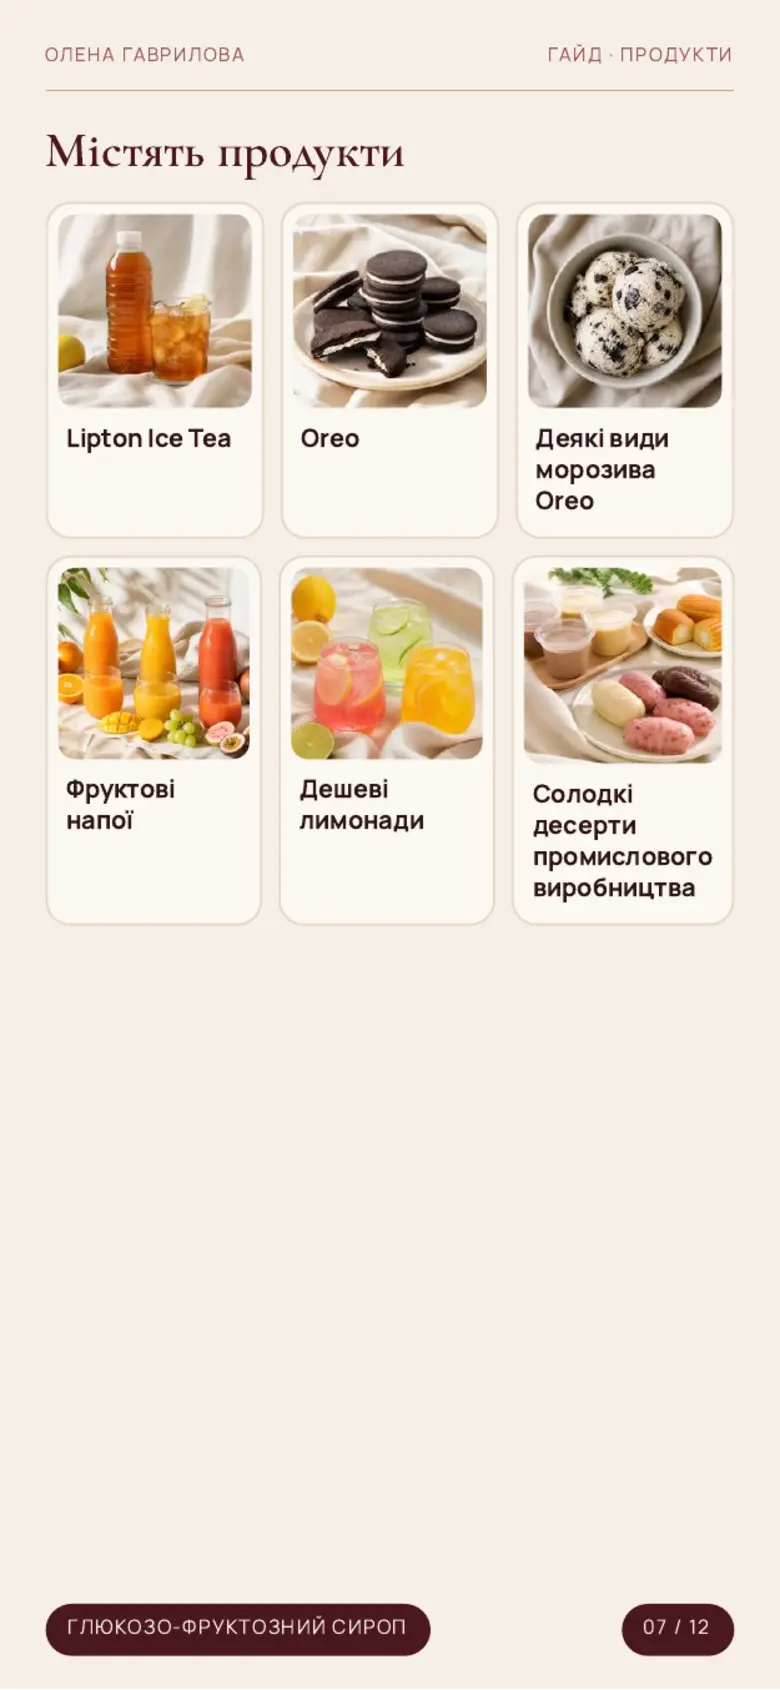 ОЛЕНА ГАВРИЛОВА
ГАЙД · ПРОДУКТИ
Містять продукти
Lipton Ice Tea
Oreo
Деякі види
морозива
Oreo
Фруктові
напої
Дешеві
лимонади
Солодкі
десерти
промислового
виробництва
ГЛЮКОЗО-ФРУКТОЗНИЙ СИРОП
07 / 12